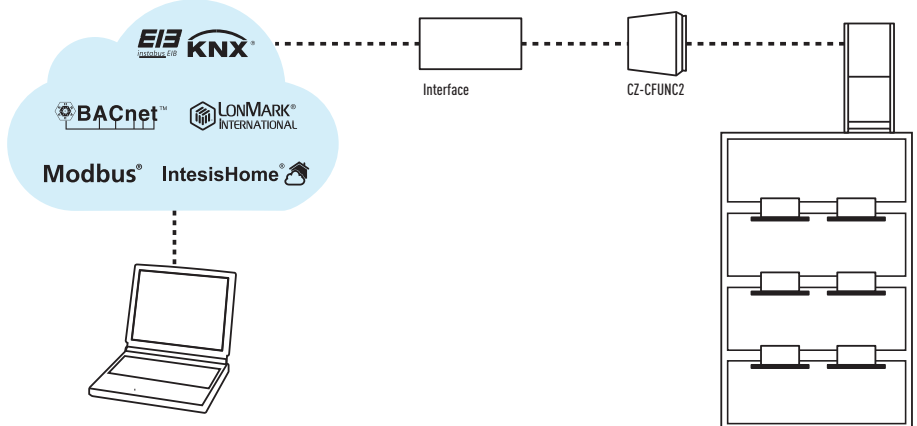 EIB
instabus EIB
KNX®
BACnet™
LONMARK®
INTERNATIONAL
Modbus®
IntesisHome®
Interface
CZ-CFUNC2